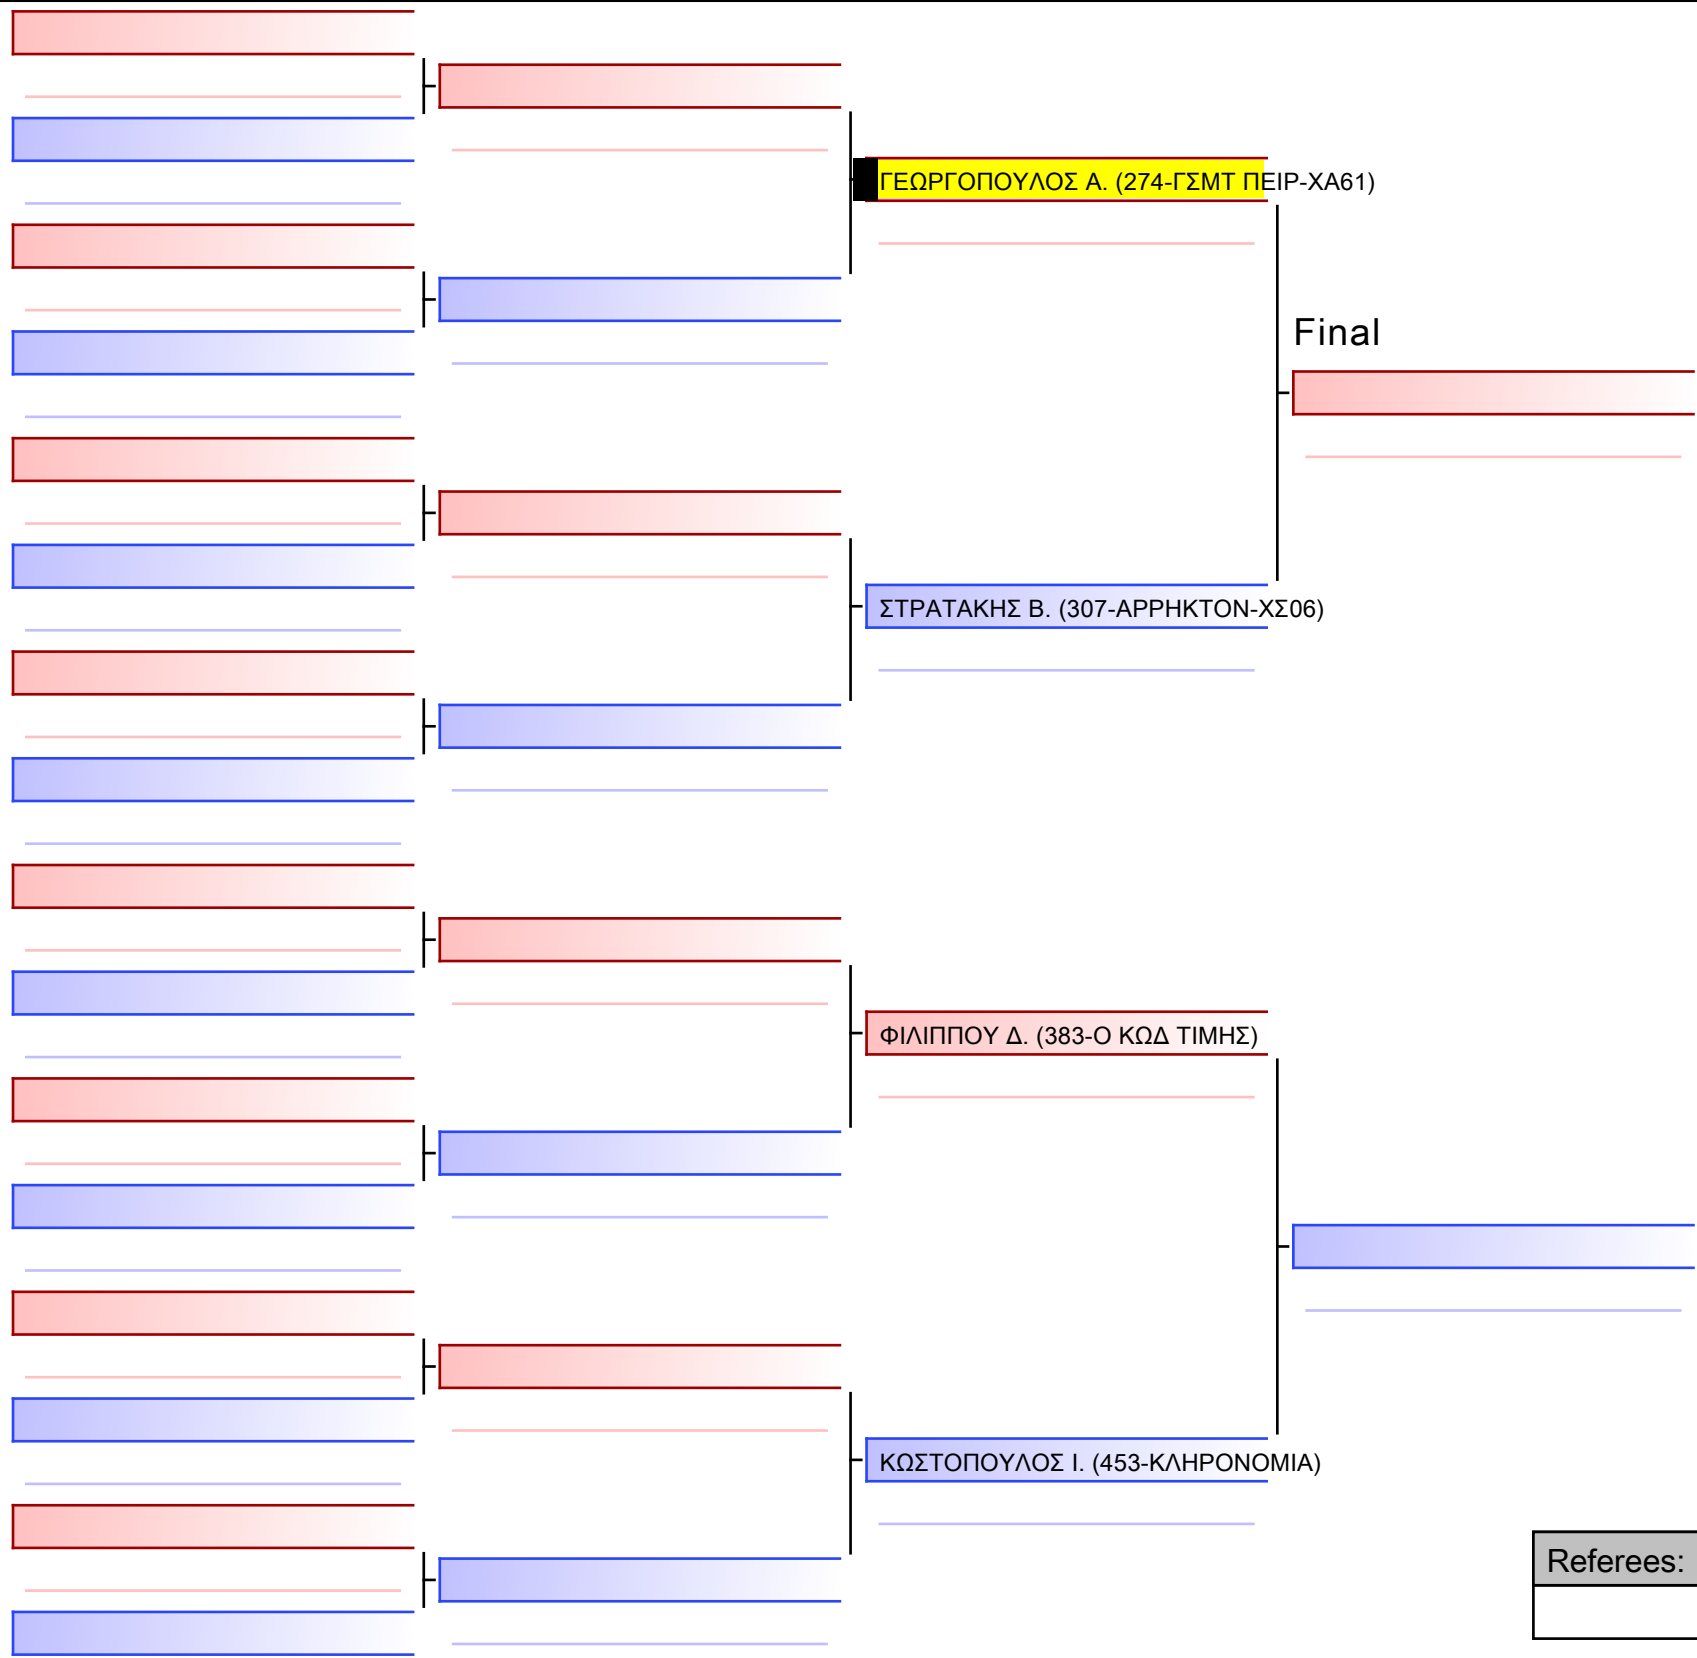 ΓΕΩΡΓΟΠΟΥΛΟΣ Α. (274-ΓΣΜΤ ΠΕΙΡ-ΧΑ61)
Final
ΣΤΡΑΤΑΚΗΣ Β. (307-ΑΡΡΗΚΤΟΝ-ΧΣ06)
ΦΙΛΙΠΠΟΥ Δ. (383-Ο ΚΩΔ ΤΙΜΗΣ)
ΚΩΣΤΟΠΟΥΛΟΣ Ι. (453-ΚΛΗΡΟΝΟΜΙΑ)
Referees: